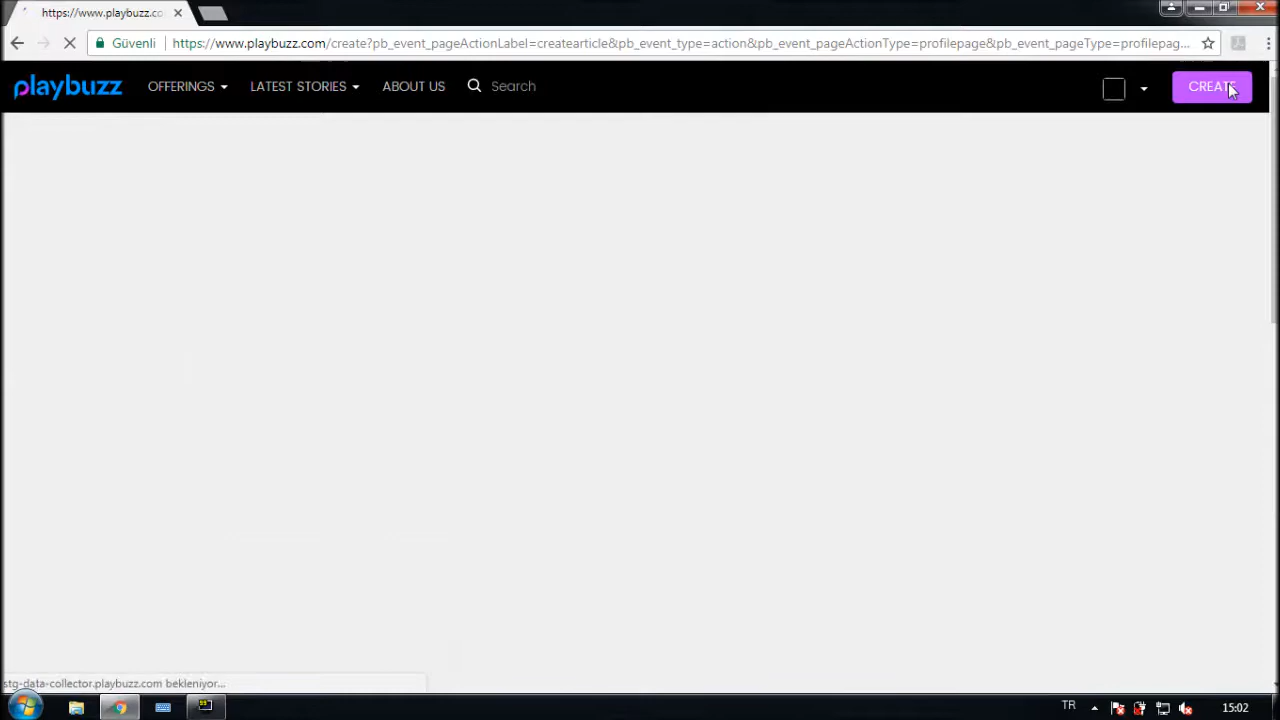 https://www.playbuzz.co
Güvenli https://www.playbuzz.com/create?pb_event_pageActionLabel=createarticle&pb_event_type=action&pb_event_pageActionType=profilepage&pb_event_pageType=profilepag...
playbuzz OFFERINGS LATEST STORIES ABOUT US Search CREATE
stg-data-collector.playbuzz.com bekleniyor...
TR 15:02